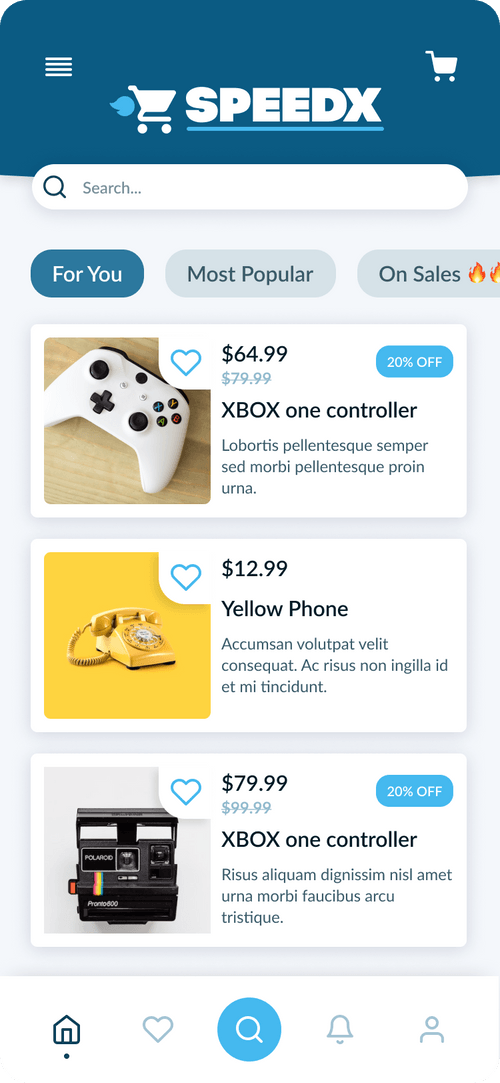 SPEEDX
Search...
For You
Most Popular
On Sales 🔥🔥
$64.99
$79.99
20% OFF
XBOX one controller
Lobortis pellentesque semper
sed morbi pellentesque proin
urna.
$12.99
Yellow Phone
Accumsan volutpat velit
consequat. Ac risus non ingilla id
et mi tincidunt.
POLAROID
Pronto600
$79.99
$99.99
20% OFF
XBOX one controller
Risus aliquam dignissim nisl amet
urna morbi faucibus arcu
tristique.